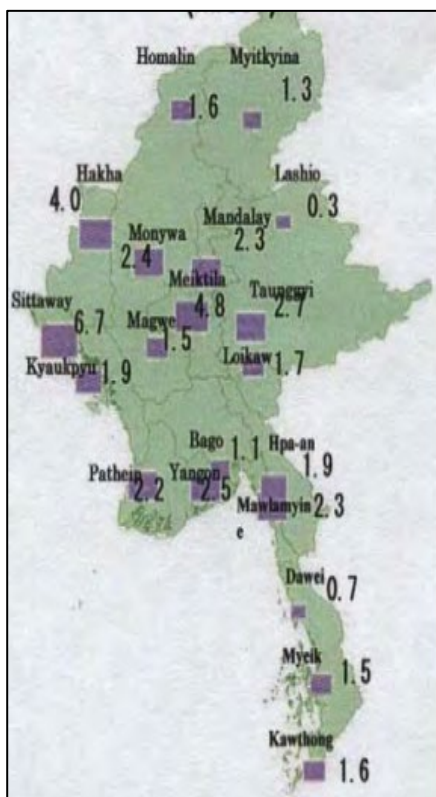 Homalin
Myitkyina
1.6
1.3
Hakha
4.0
Lashio
0.3
Mandalay
2.3
Monywa
2.4
Meiktila
4.8
Taunggyi
2.7
Sittaway
6.7
Magwe
1.5
Kyaukpyu
1.9
Loikaw
1.7
Bago
1.1
Hpa-an
1.9
Pathein
2.2
Yangon
2.5
Mawlamyin
e
2.3
Dawei
0.7
Myeik
1.5
Kawthong
1.6